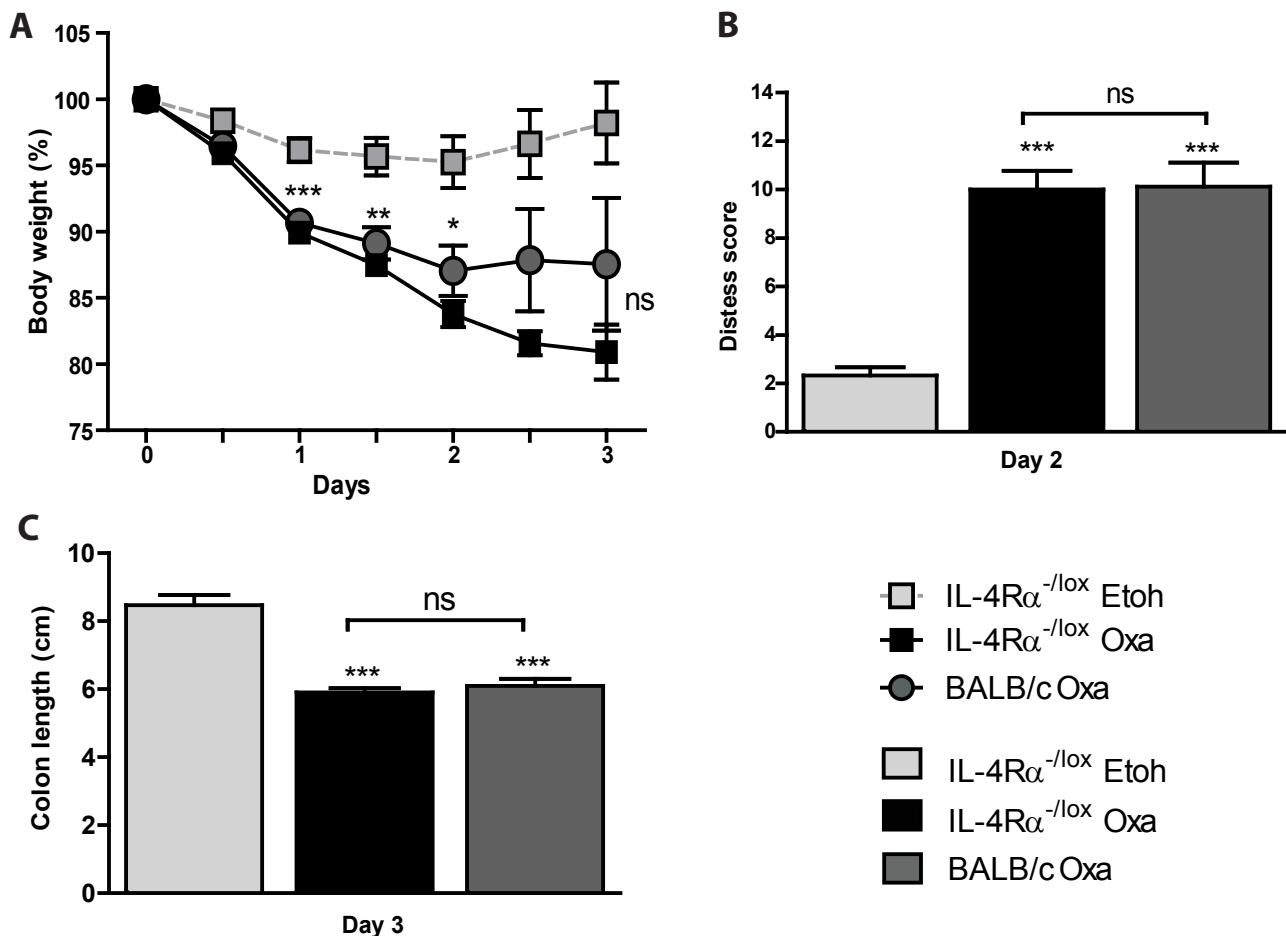 A
105
100
95
90
85
80
75
Body weight (%)
***
**
*
ns
0
1
2
3
Days
B
14
12
10
8
6
4
2
0
Distess score
ns
***
***
Day 2
C
10
8
6
4
2
0
Colon length (cm)
ns
***
***
Day 3
IL-4Rα-/lox Etoh
IL-4Rα-/lox Oxa
BALB/c Oxa
IL-4Rα-/lox Etoh
IL-4Rα-/lox Oxa
BALB/c Oxa